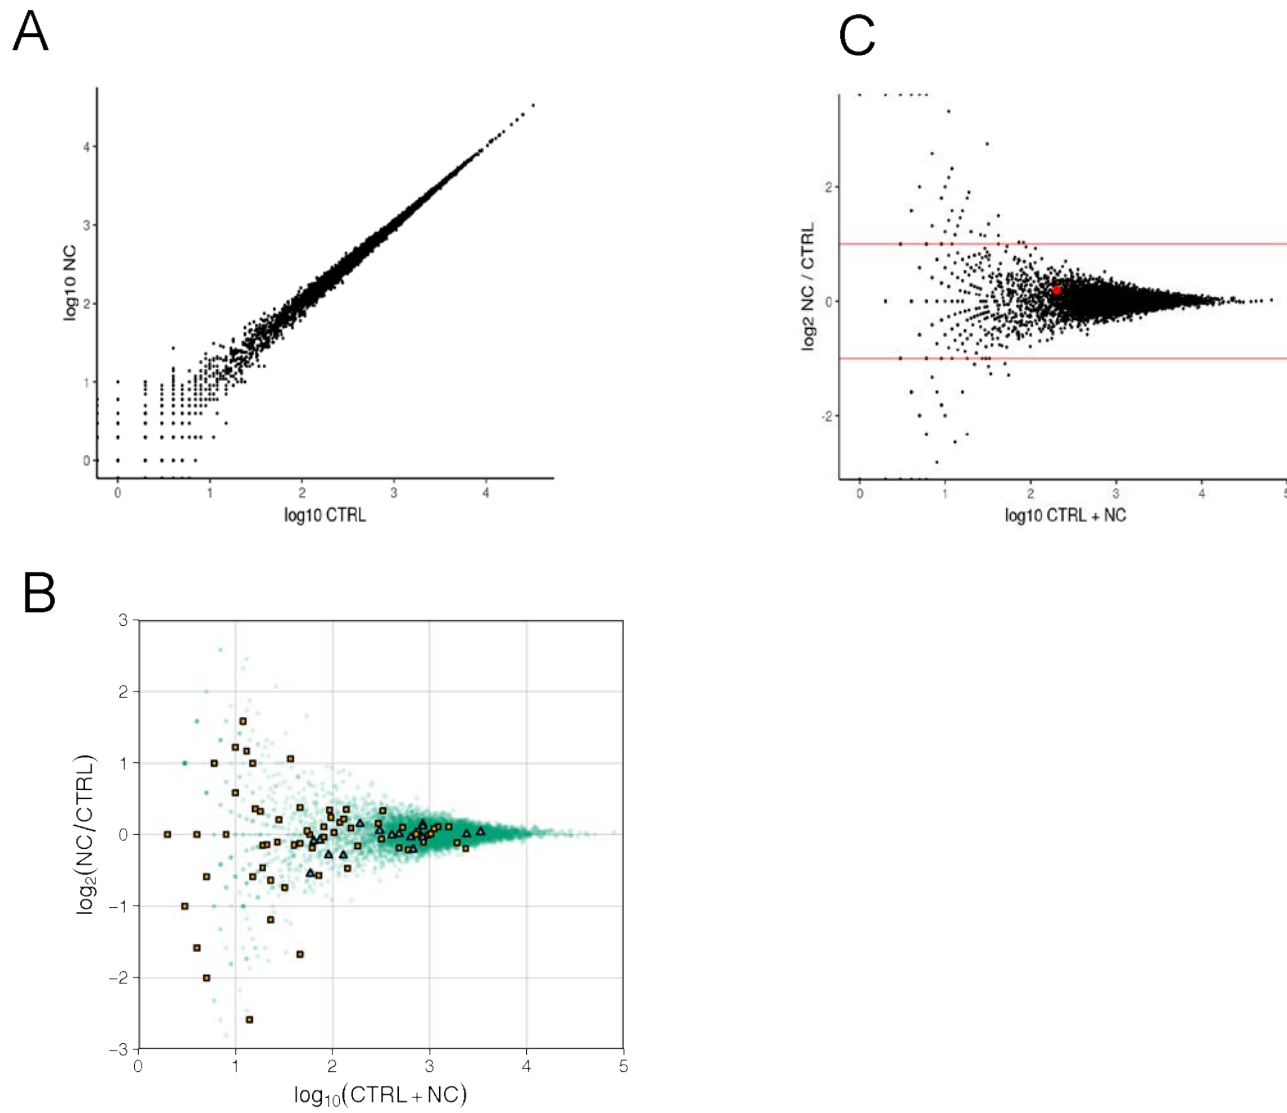 A
C
log10 NC
4
3
2
1
0
0 1 2 3 4
log10 CTRL
log2 NC / CTRL
2
0
-2
0 1 2 3 4 5
log10 CTRL + NC
B
log₂(NC/CTRL)
3
2
1
0
−1
−2
−3
0 1 2 3 4 5
log₁₀(CTRL + NC)